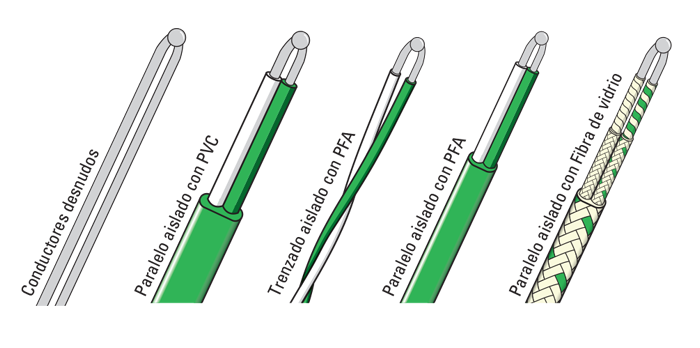 Conductores desnudos
Paralelo aislado con PVC
Trenzado aislado con PFA
Paralelo aislado con PFA
Paralelo aislado con Fibra de vidrio